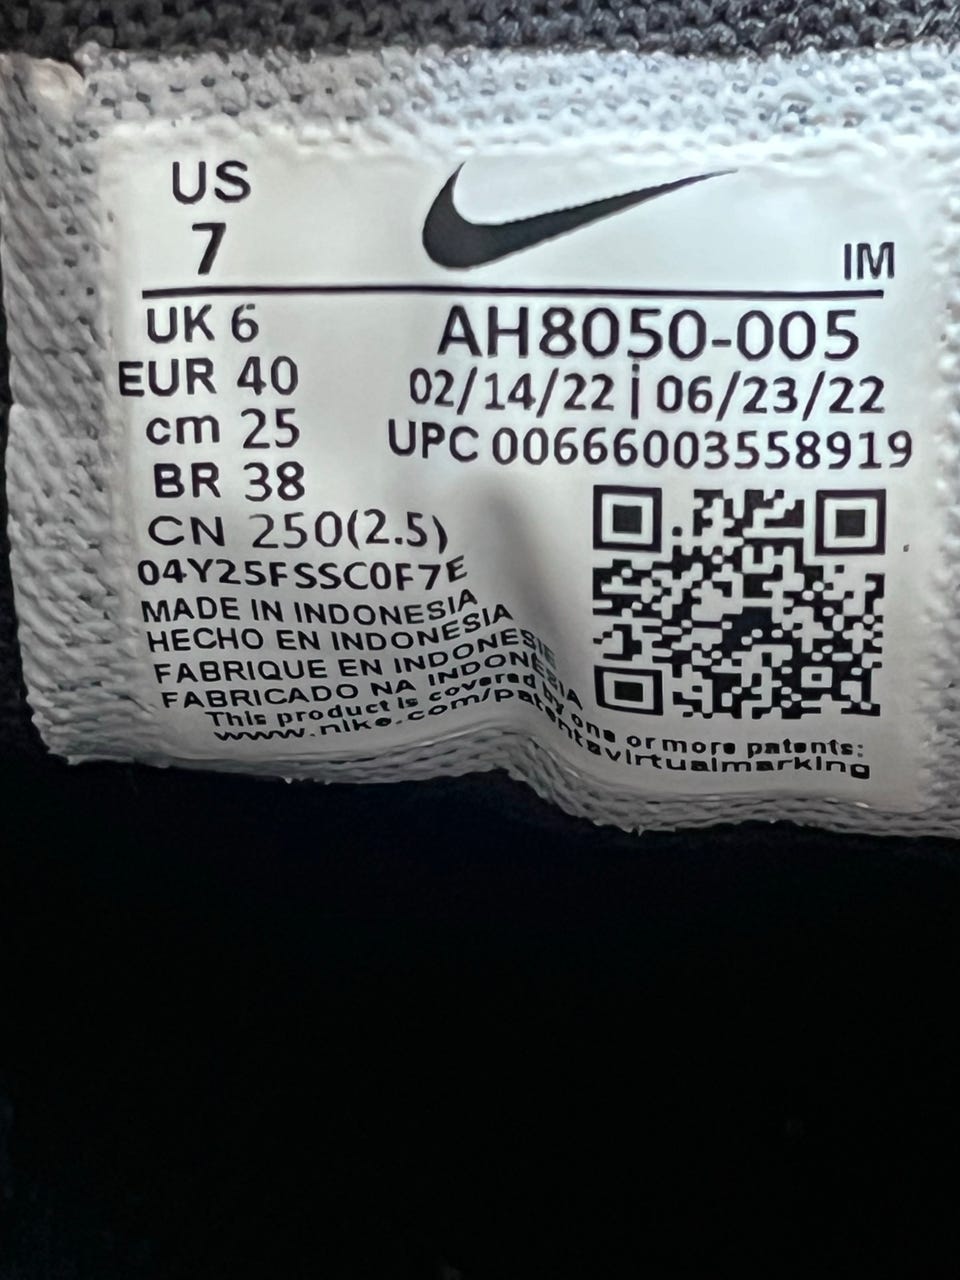 US
7
IM
UK 6
EUR 40
cm 25
BR 38
CN 250(2.5)
AH8050-005
02/14/22 | 06/23/22
UPC 00666003558919
04Y25FSSC0F7E
MADE IN INDONESIA
HECHO EN INDONESIA
FABRIQUE EN INDONESIE
FABRICADO NA INDONESIA
This product is covered by one or more patents:
www.nike.com/patentsvirtualmarking